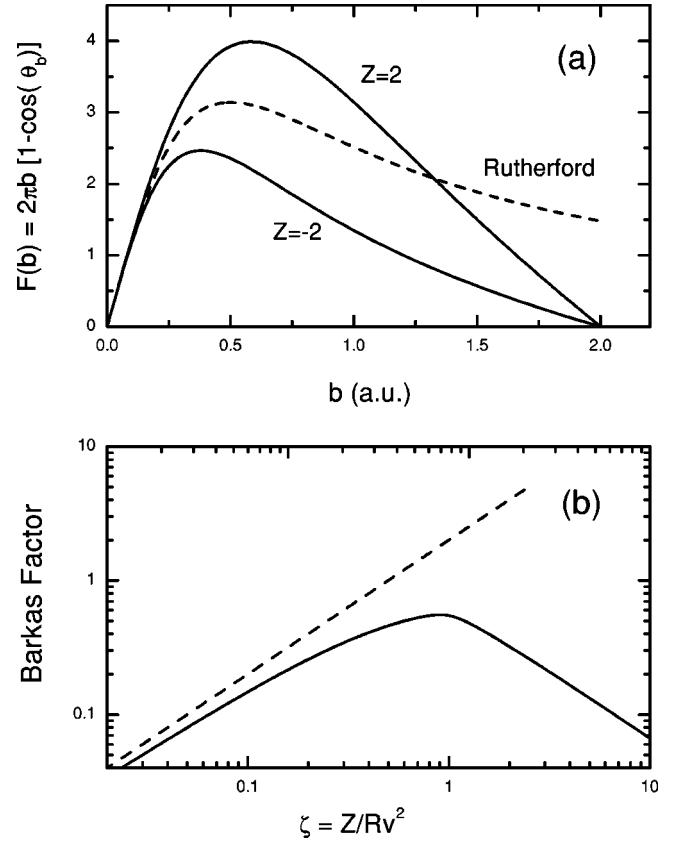 F(b) = 2πb [1-cos( θ_b)]
4
3
2
1
0
(a)
Z=2
Rutherford
Z=-2
0.0 0.5 1.0 1.5 2.0
b (a.u.)
Barkas Factor
10
1
0.1
(b)
0.1 1 10
ζ = Z/Rv²